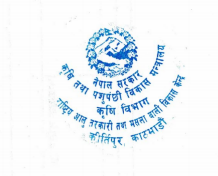 नेपाल सरकार
कृषि तथा पशुपंछी विकास मन्त्रालय
कृषि विभाग
राष्ट्रिय आलु तरकारी तथा मसला वाली विकास केन्द्र
कीर्तिपुर, काठमाडौं